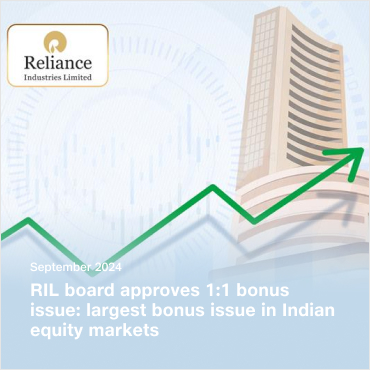 Reliance
Industries Limited
September 2024
RIL board approves 1:1 bonus
issue: largest bonus issue in Indian
equity markets